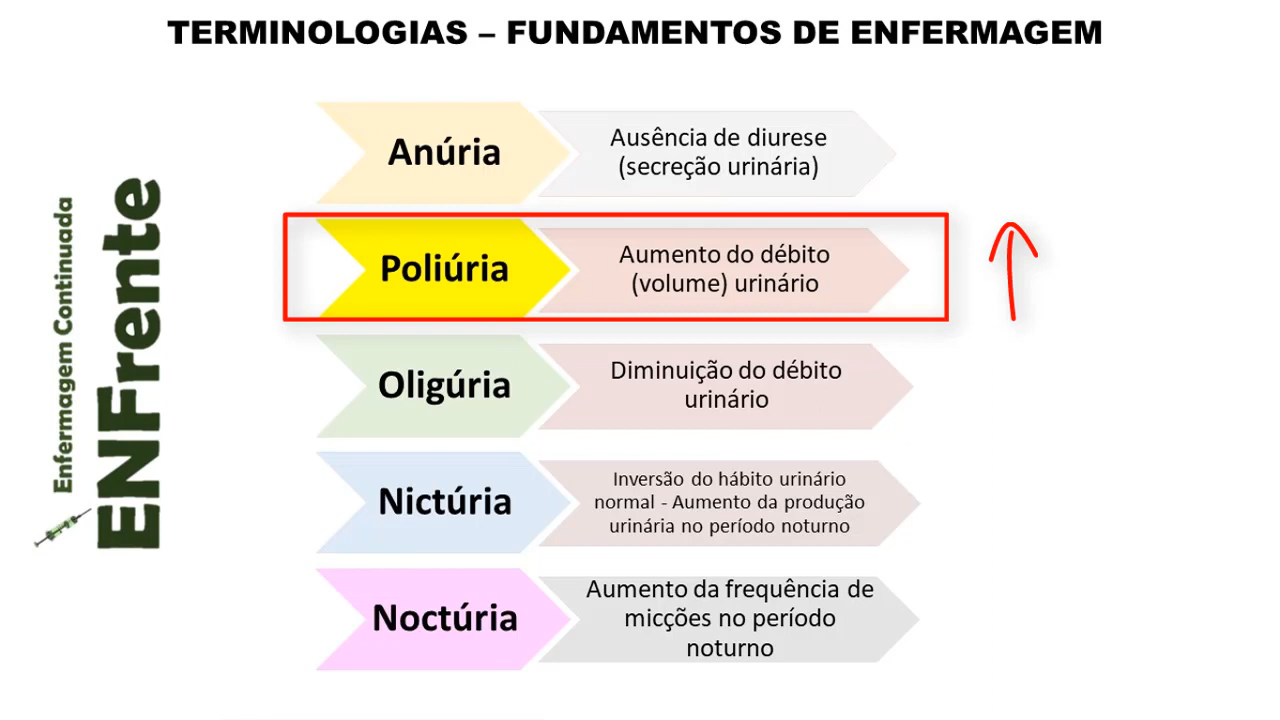 TERMINOLOGIAS – FUNDAMENTOS DE ENFERMAGEM
Anúria
Ausência de diurese
(secreção urinária)
Poliúria
Aumento do débito
(volume) urinário
Oligúria
Diminuição do débito
urinário
Nictúria
Inversão do hábito urinário
normal - Aumento da produção
urinária no período noturno
Noctúria
Aumento da frequência de
micções no período
noturno
Enfermagem Continuada
ENFrente